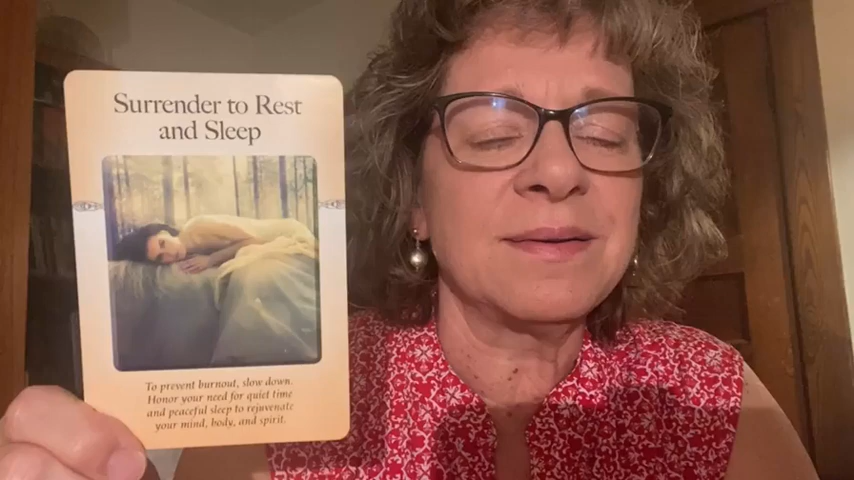 Surrender to Rest
and Sleep
To prevent burnout, slow down.
Honor your need for quiet time
and peaceful sleep to rejuvenate
your mind, body, and spirit.